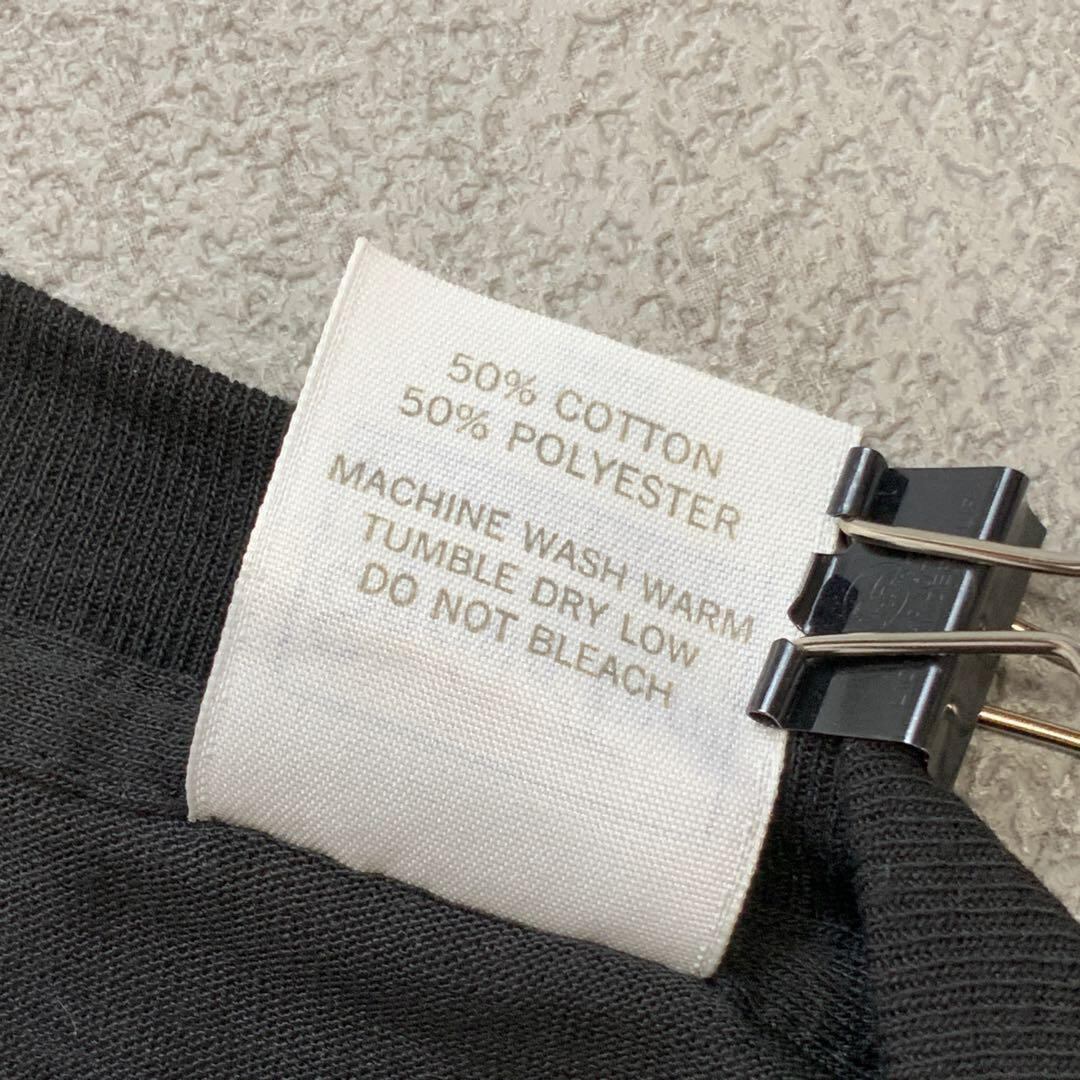 50% COTTON
50% POLYESTER
MACHINE WASH WARM
TUMBLE DRY LOW
DO NOT BLEACH